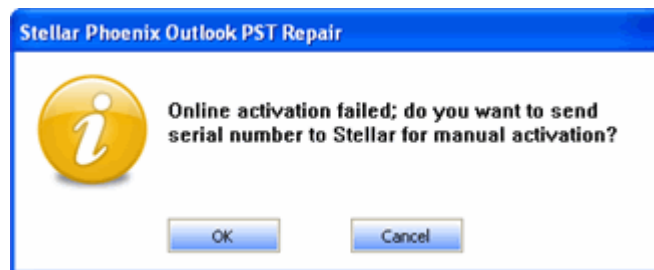 Stellar Phoenix Outlook PST Repair
Online activation failed; do you want to send
serial number to Stellar for manual activation?
OK
Cancel